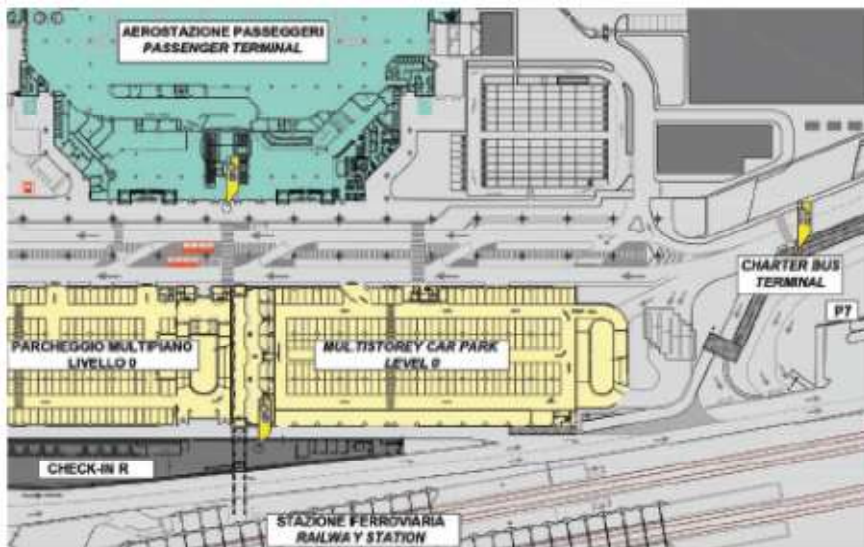 AEROSTAZIONE PASSEGGERI
PASSENGER TERMINAL
CHARTER BUS
TERMINAL
P7
PARCHEGGIO MULTIPIANO
LIVELLO 0
MULTISTOREY CAR PARK
LEVEL 0
CHECK-IN R
STAZIONE FERROVIARIA
RAILWAY STATION